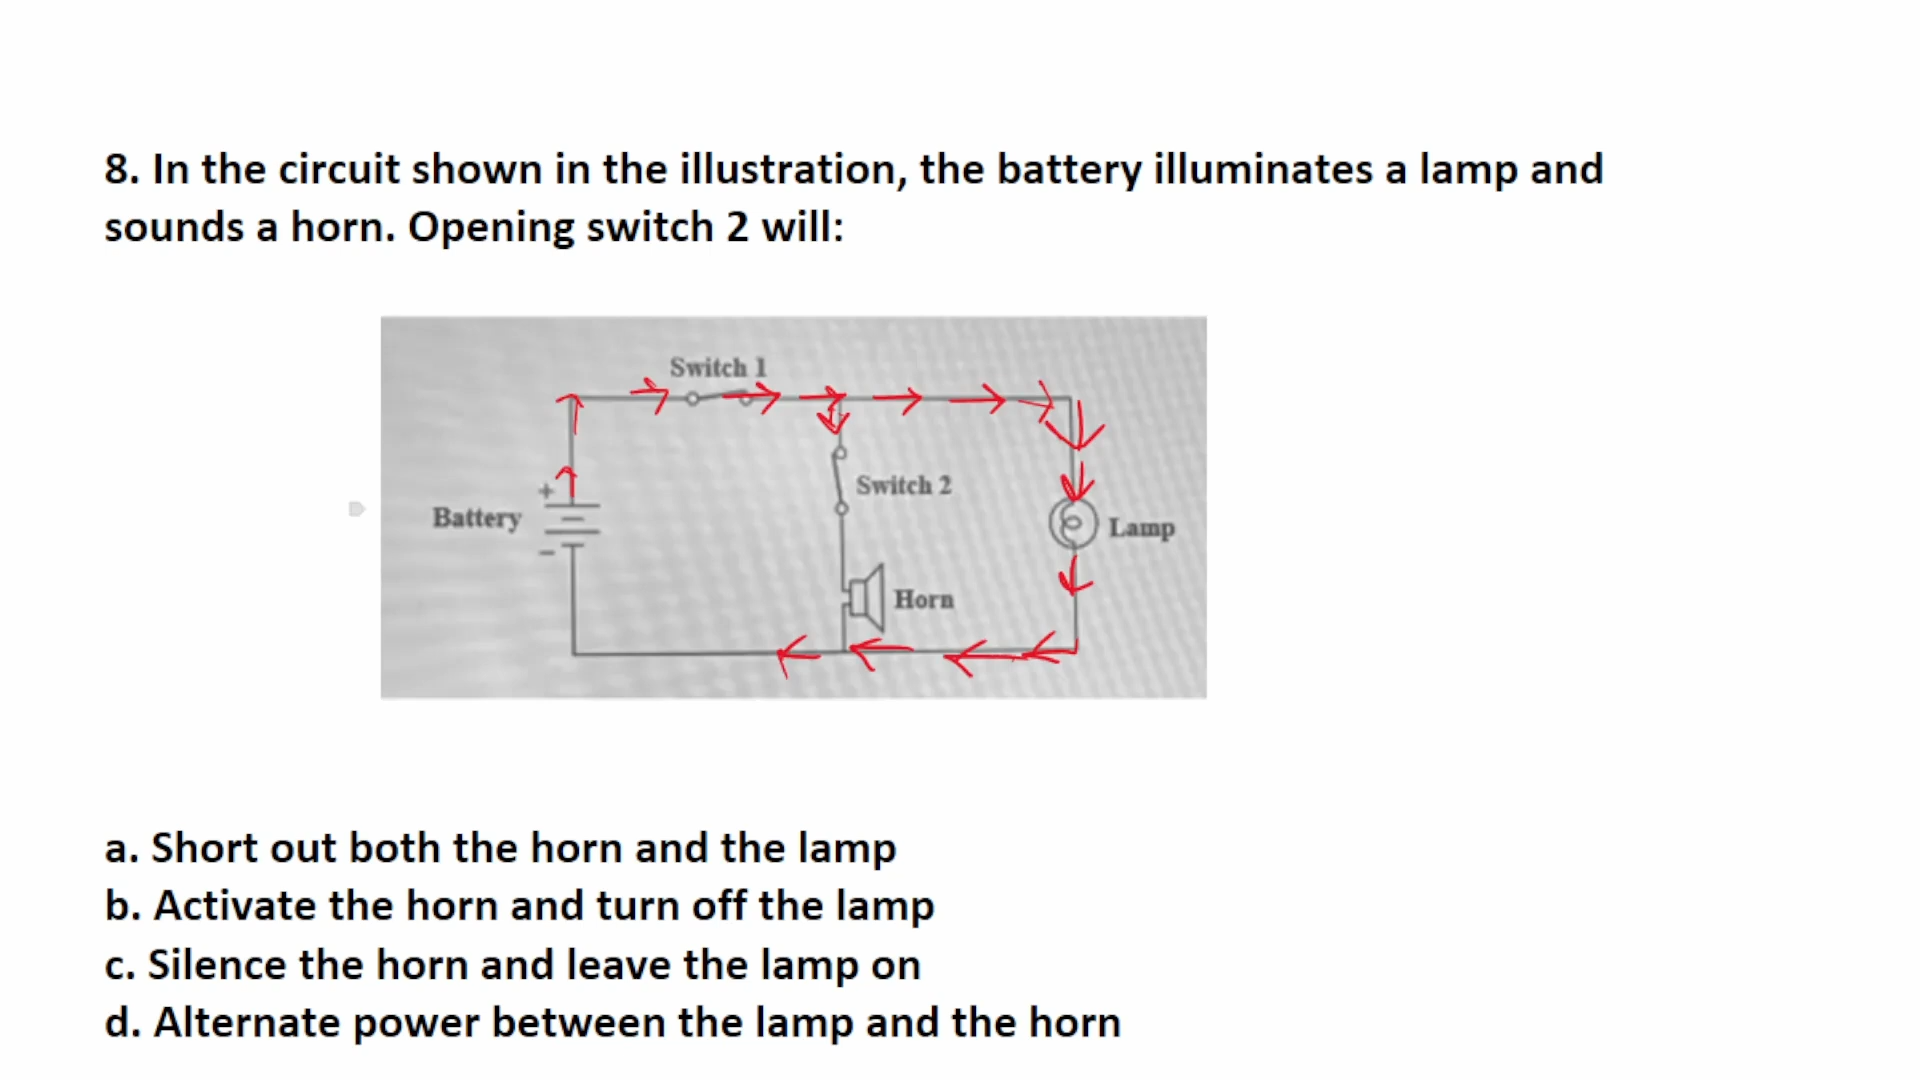 8. In the circuit shown in the illustration, the battery illuminates a lamp and
sounds a horn. Opening switch 2 will:
Switch 1
+
Switch 2
Battery
Lamp
–
Horn
a. Short out both the horn and the lamp
b. Activate the horn and turn off the lamp
c. Silence the horn and leave the lamp on
d. Alternate power between the lamp and the horn